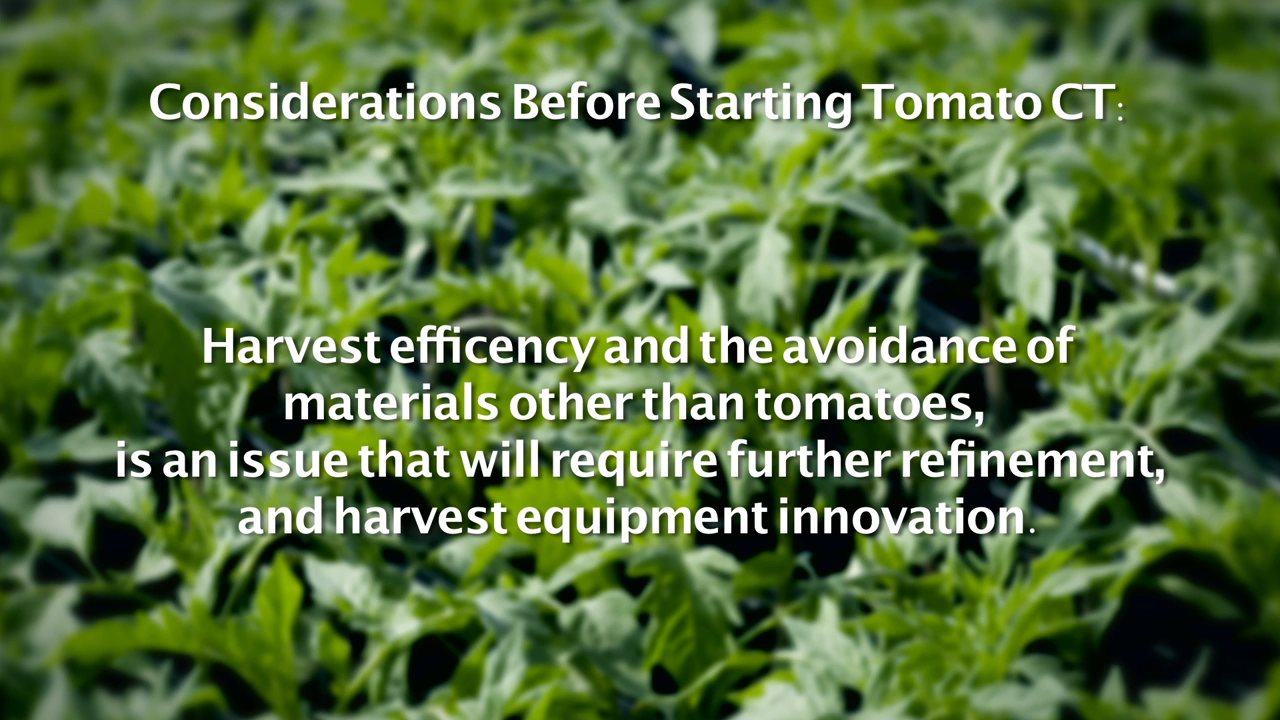 Considerations Before Starting Tomato CT:
Harvest efficency and the avoidance of
materials other than tomatoes,
is an issue that will require further refinement,
and harvest equipment innovation.